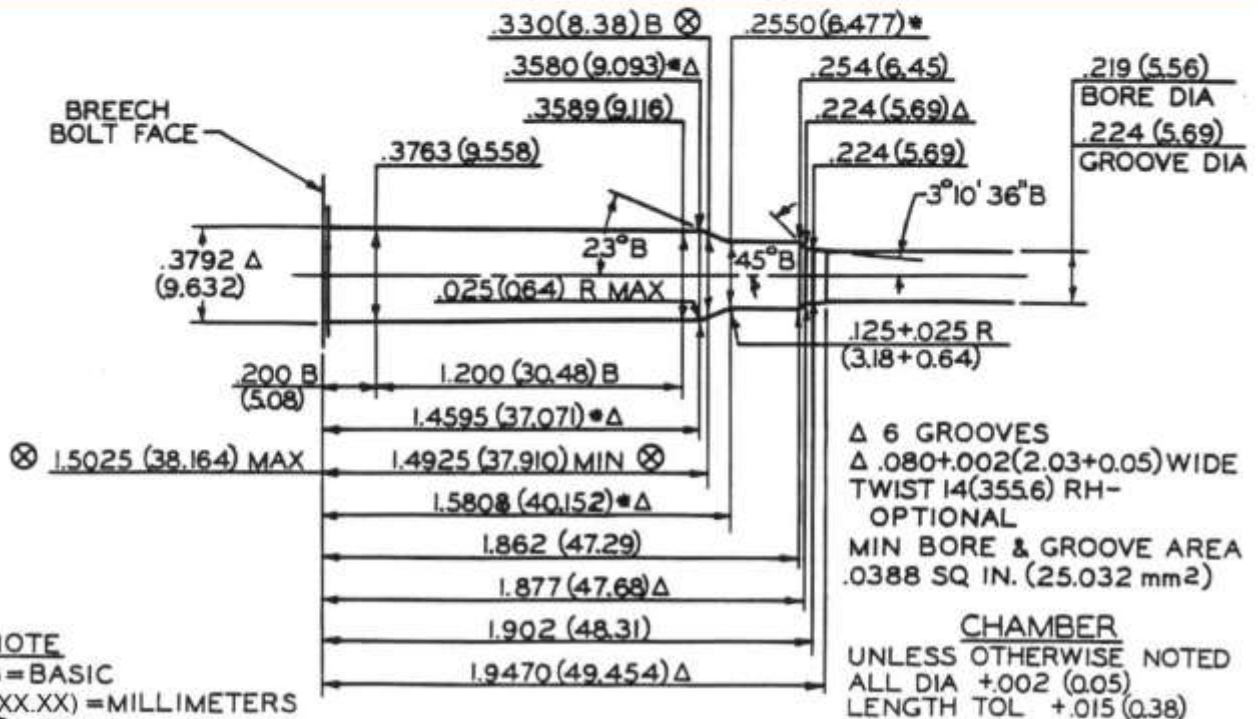 .330(8.38) B ⊗
.2550(6.477)*
.3580 (9.093)*Δ
.254 (6.45)
.219 (5.56)
BORE DIA
BREECH
BOLT FACE
.3589 (9.116)
.224 (5.69) Δ
.224 (5.69)
GROOVE DIA
.3763 (9.558)
.224 (5.69)
3°10' 36"B
23°B
45°B
.3792 Δ
(9.632)
.025(0.64) R MAX
.125+.025 R
(3.18+0.64)
.200 B
(5.08)
1.200 (30.48) B
1.4595 (37.071)*Δ
⊗ 1.5025 (38.164) MAX
1.4925 (37.910) MIN ⊗
1.5808 (40.152)*Δ
1.862 (47.29)
1.877 (47.68) Δ
1.902 (48.31)
1.9470 (49.454) Δ
Δ 6 GROOVES
Δ .080+.002(2.03+0.05) WIDE
TWIST 14(355.6) RH-
OPTIONAL
MIN BORE & GROOVE AREA
.0388 SQ IN. (25.032 mm2)
CHAMBER
UNLESS OTHERWISE NOTED
ALL DIA +.002 (0.05)
LENGTH TOL +.015 (0.38)
NOTE
=BASIC
XX.XX) = MILLIMETERS